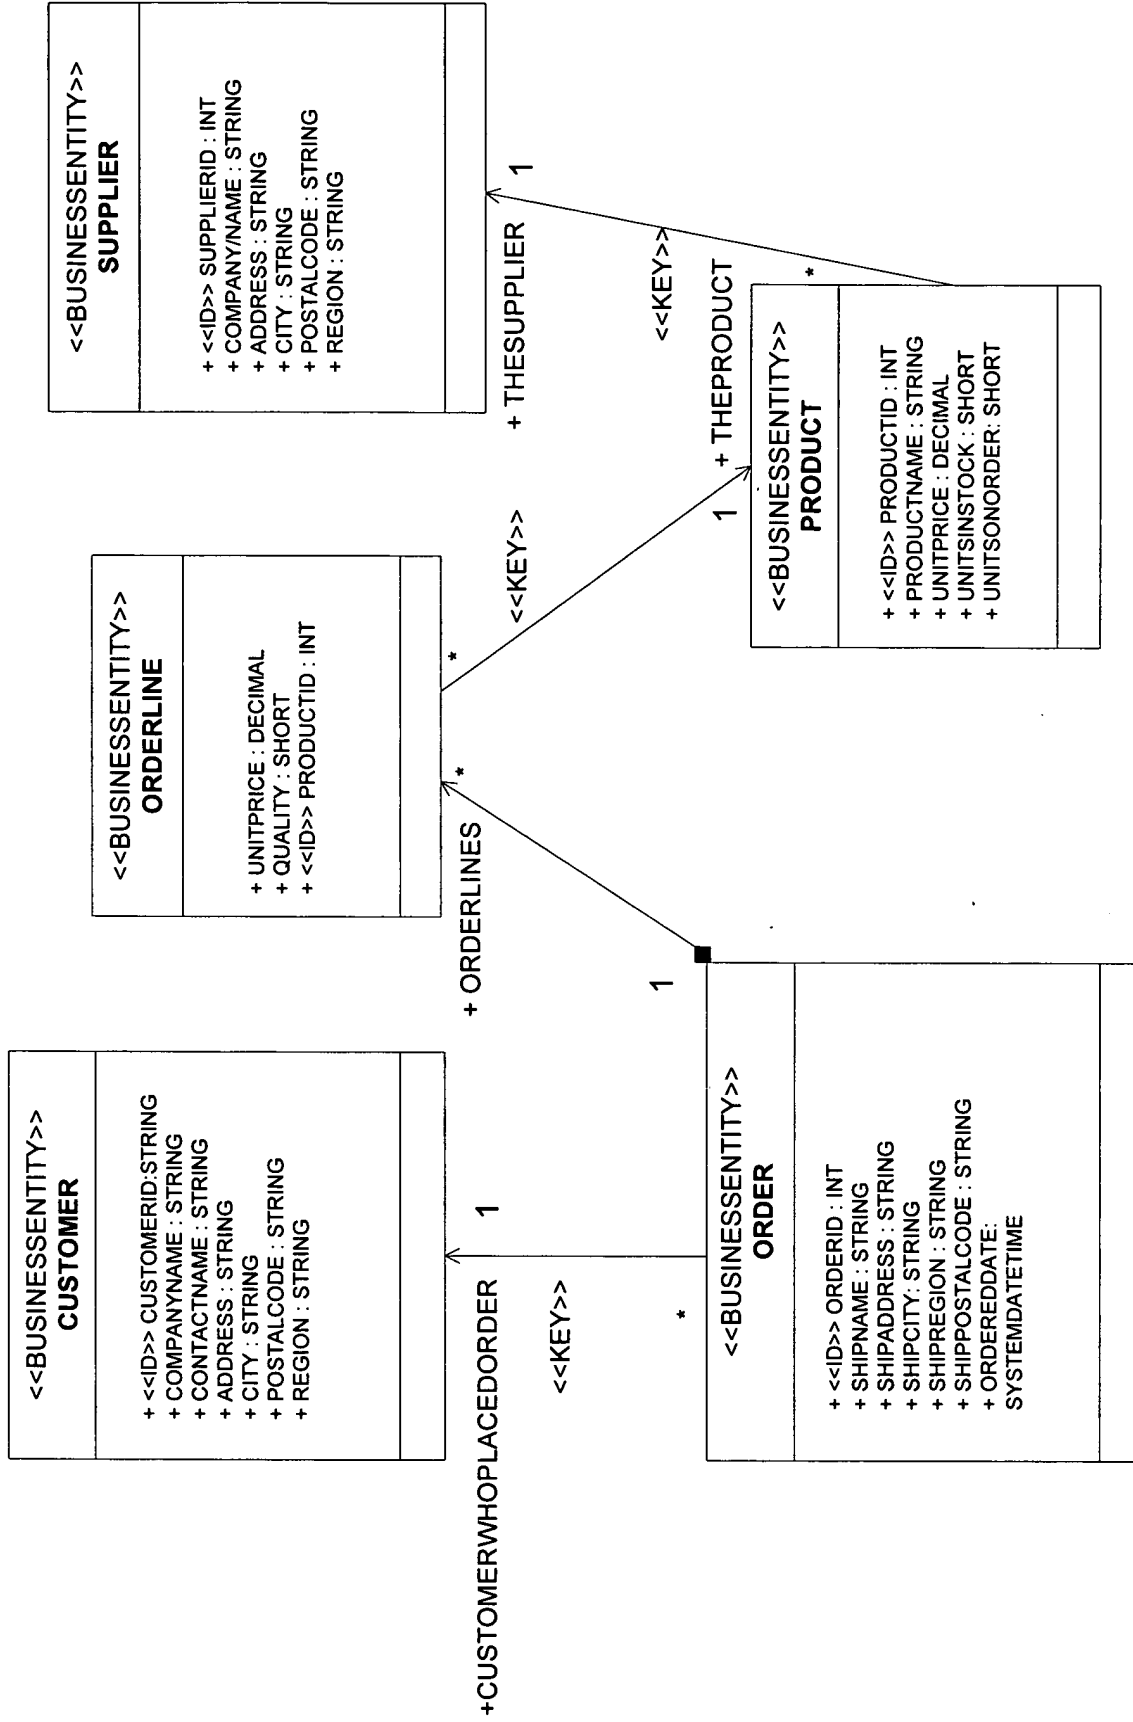 <<BUSINESSENTITY>>
CUSTOMER
+ <<ID>> CUSTOMERID:STRING
+ COMPANYNAME : STRING
+ CONTACTNAME : STRING
+ ADDRESS : STRING
+ CITY : STRING
+ POSTALCODE : STRING
+ REGION : STRING
+CUSTOMERWHOPLACEDORDER
1
<<KEY>>
*
<<BUSINESSENTITY>>
ORDER
+ <<ID>> ORDERID : INT
+ SHIPNAME : STRING
+ SHIPADDRESS : STRING
+ SHIPCITY: STRING
+ SHIPREGION : STRING
+ SHIPPOSTALCODE : STRING
+ ORDEREDDATE:
SYSTEMDATETIME
1
+ ORDERLINES
*
<<BUSINESSENTITY>>
ORDERLINE
+ UNITPRICE : DECIMAL
+ QUALITY : SHORT
+ <<ID>> PRODUCTID : INT
*
<<KEY>>
1
+ THEPRODUCT
<<BUSINESSENTITY>>
PRODUCT
+ <<ID>> PRODUCTID : INT
+ PRODUCTNAME : STRING
+ UNITPRICE : DECIMAL
+ UNITSINSTOCK : SHORT
+ UNITSONORDER: SHORT
*
<<KEY>>
+ THESUPPLIER
1
<<BUSINESSENTITY>>
SUPPLIER
+ <<ID>> SUPPLIERID : INT
+ COMPANY/NAME : STRING
+ ADDRESS : STRING
+ CITY : STRING
+ POSTALCODE : STRING
+ REGION : STRING